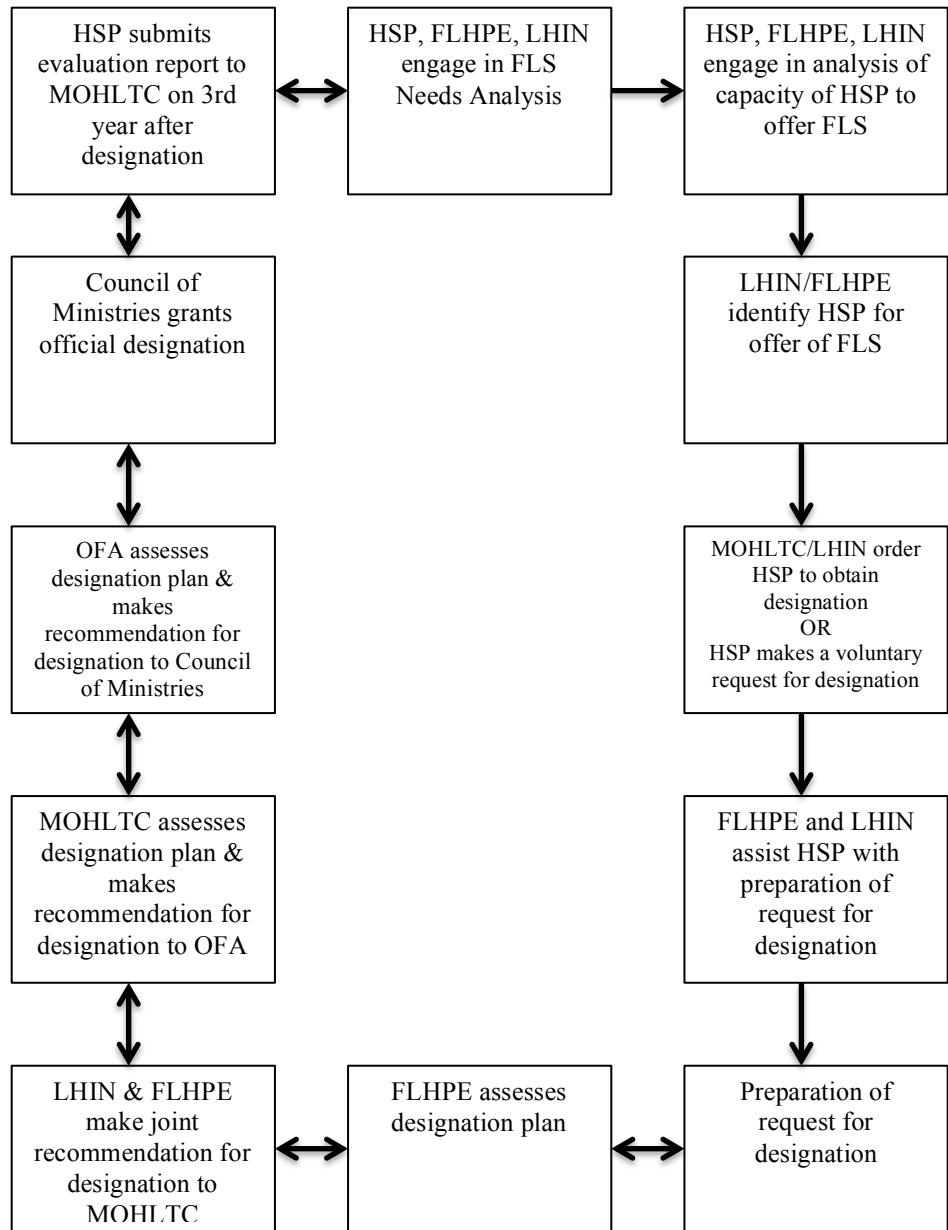 HSP submits
evaluation report to
MOHLTC on 3rd
year after
designation
HSP, FLHPE, LHIN
engage in FLS
Needs Analysis
HSP, FLHPE, LHIN
engage in analysis of
capacity of HSP to
offer FLS
Council of
Ministries grants
official designation
LHIN/FLHPE
identify HSP for
offer of FLS
OFA assesses
designation plan &
makes
recommendation for
designation to Council
of Ministries
MOHLTC/LHIN order
HSP to obtain
designation
OR
HSP makes a voluntary
request for designation
MOHLTC assesses
designation plan &
makes
recommendation for
designation to OFA
FLHPE and LHIN
assist HSP with
preparation of
request for
designation
LHIN & FLHPE
make joint
recommendation for
designation to
MOHLTC
FLHPE assesses
designation plan
Preparation of
request for
designation